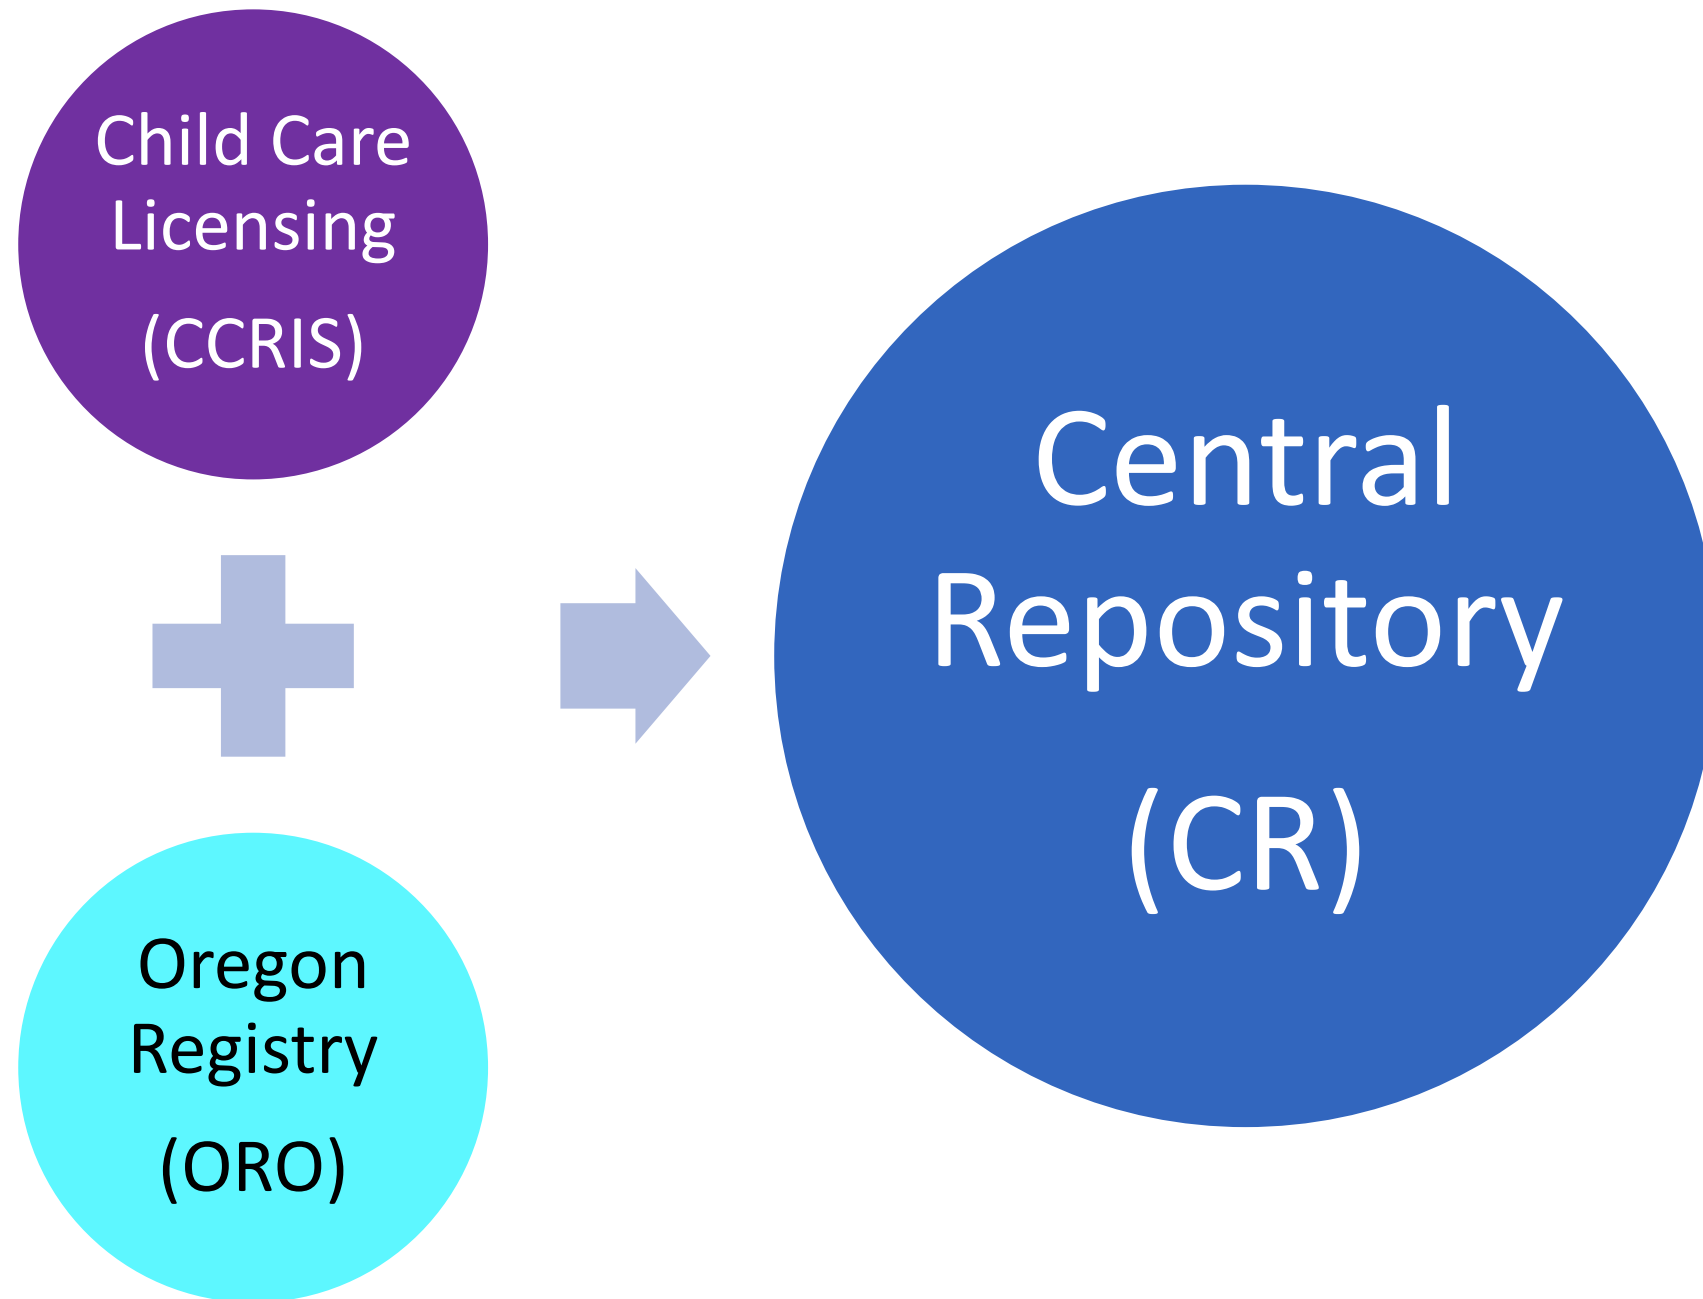 Child Care
Licensing
(CCRIS)
Oregon
Registry
(ORO)
Central
Repository
(CR)